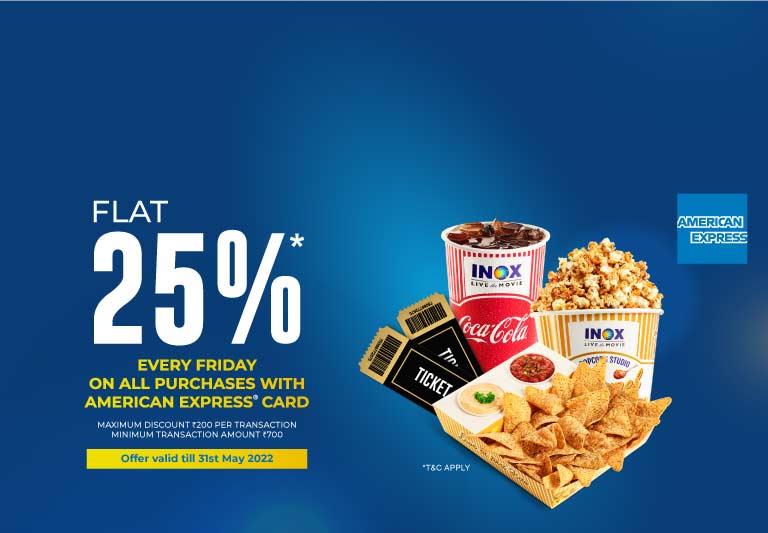 FLAT
25%*
EVERY FRIDAY
ON ALL PURCHASES WITH
AMERICAN EXPRESS® CARD
MAXIMUM DISCOUNT ₹200 PER TRANSACTION
MINIMUM TRANSACTION AMOUNT ₹700
Offer valid till 31st May 2022
AMERICAN
EXPRESS
INOX
LIVE the MOVIE
Coca-Cola
INOX
LIVE the MOVIE
POPCORN STUDIO
TICKET
*T&C APPLY